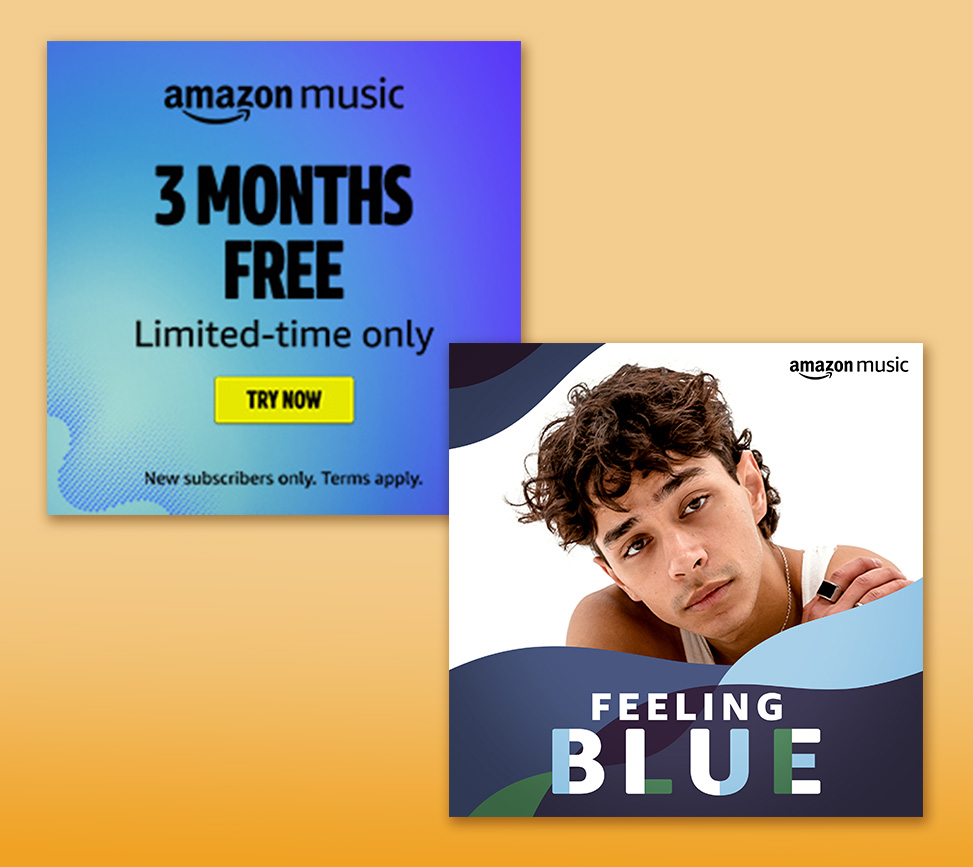 amazon music
3 MONTHS
FREE
Limited-time only
TRY NOW
New subscribers only. Terms apply.
amazon music
FEELING
BLUE